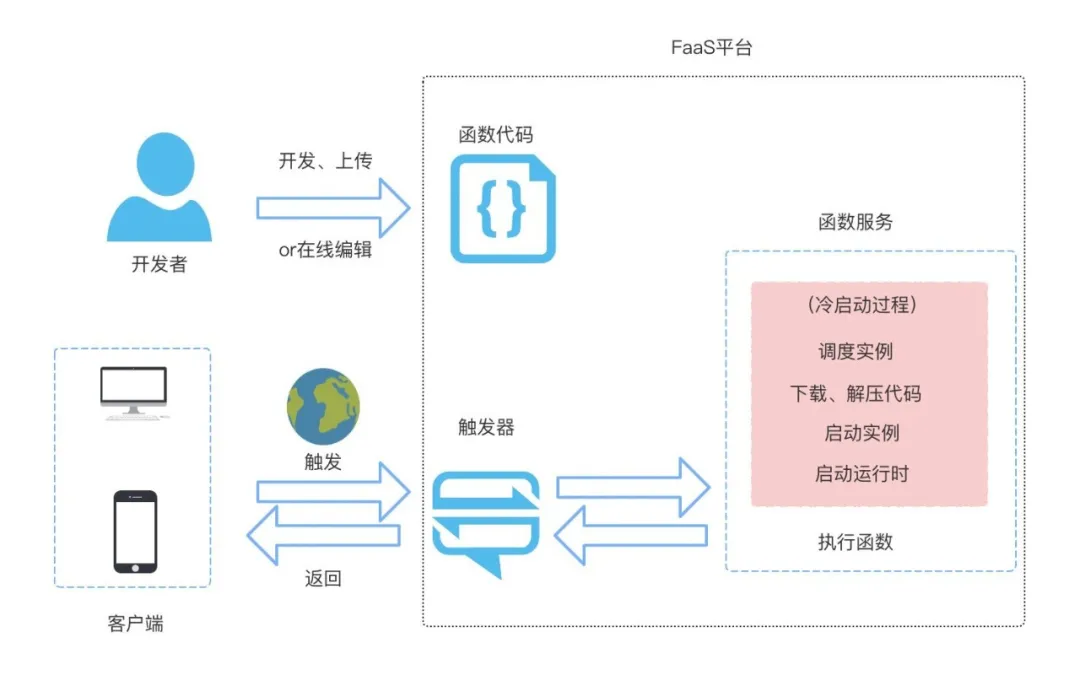 FaaS平台
函数代码
开发、上传
or在线编辑
开发者
函数服务
（冷启动过程）
调度实例
下载、解压代码
启动实例
启动运行时
执行函数
触发器
触发
返回
客户端